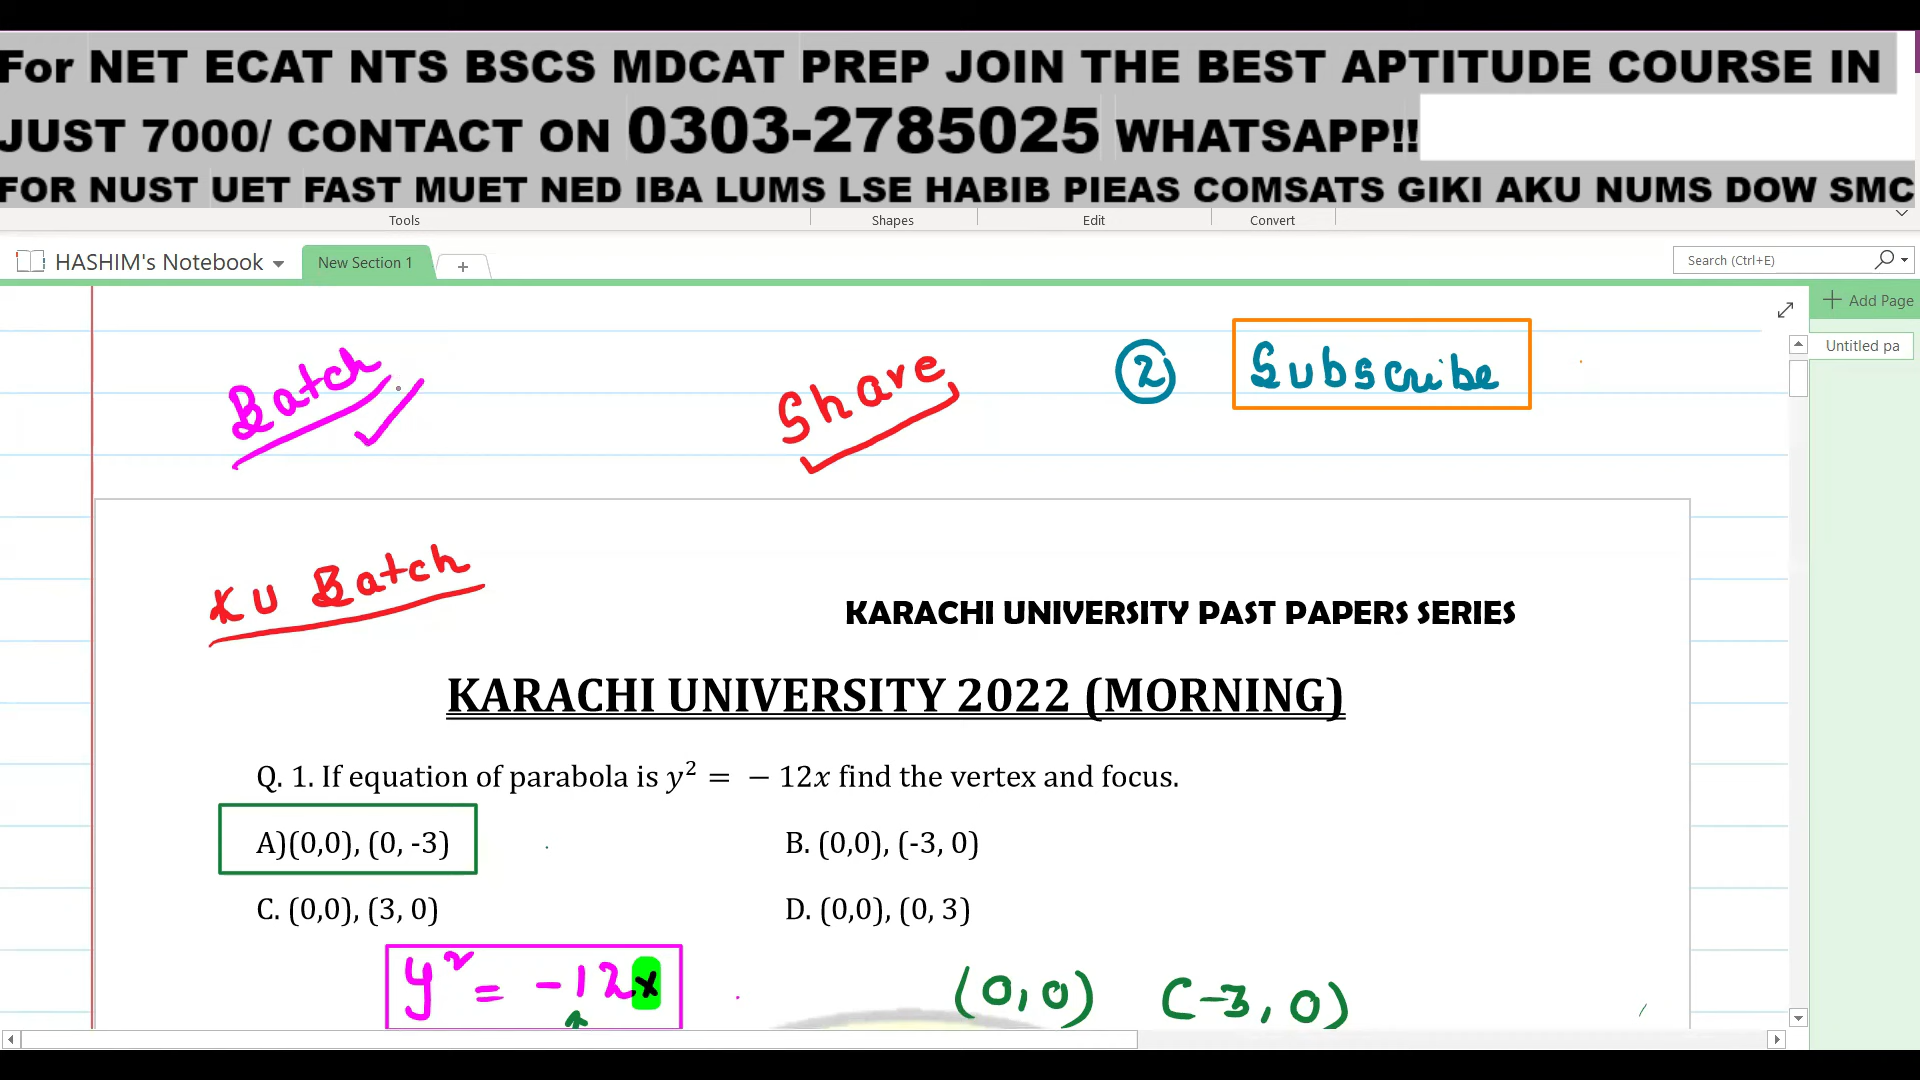 For NET ECAT NTS BSCS MDCAT PREP JOIN THE BEST APTITUDE COURSE IN
JUST 7000/ CONTACT ON 0303-2785025 WHATSAPP!!
FOR NUST UET FAST MUET NED IBA LUMS LSE HABIB PIEAS COMSATS GIKI AKU NUMS DOW SMC
Tools Shapes Edit Convert
HASHIM's Notebook New Section 1 + Search (Ctrl+E)
Add Page
Untitled pa
Batch Share 2 Subscribe
KU Batch
KARACHI UNIVERSITY PAST PAPERS SERIES
KARACHI UNIVERSITY 2022 (MORNING)
Q. 1. If equation of parabola is y² = − 12x find the vertex and focus.
A)(0,0), (0, -3) B. (0,0), (-3, 0)
C. (0,0), (3, 0) D. (0,0), (0, 3)
y² = -12x (0,0) (-3,0)